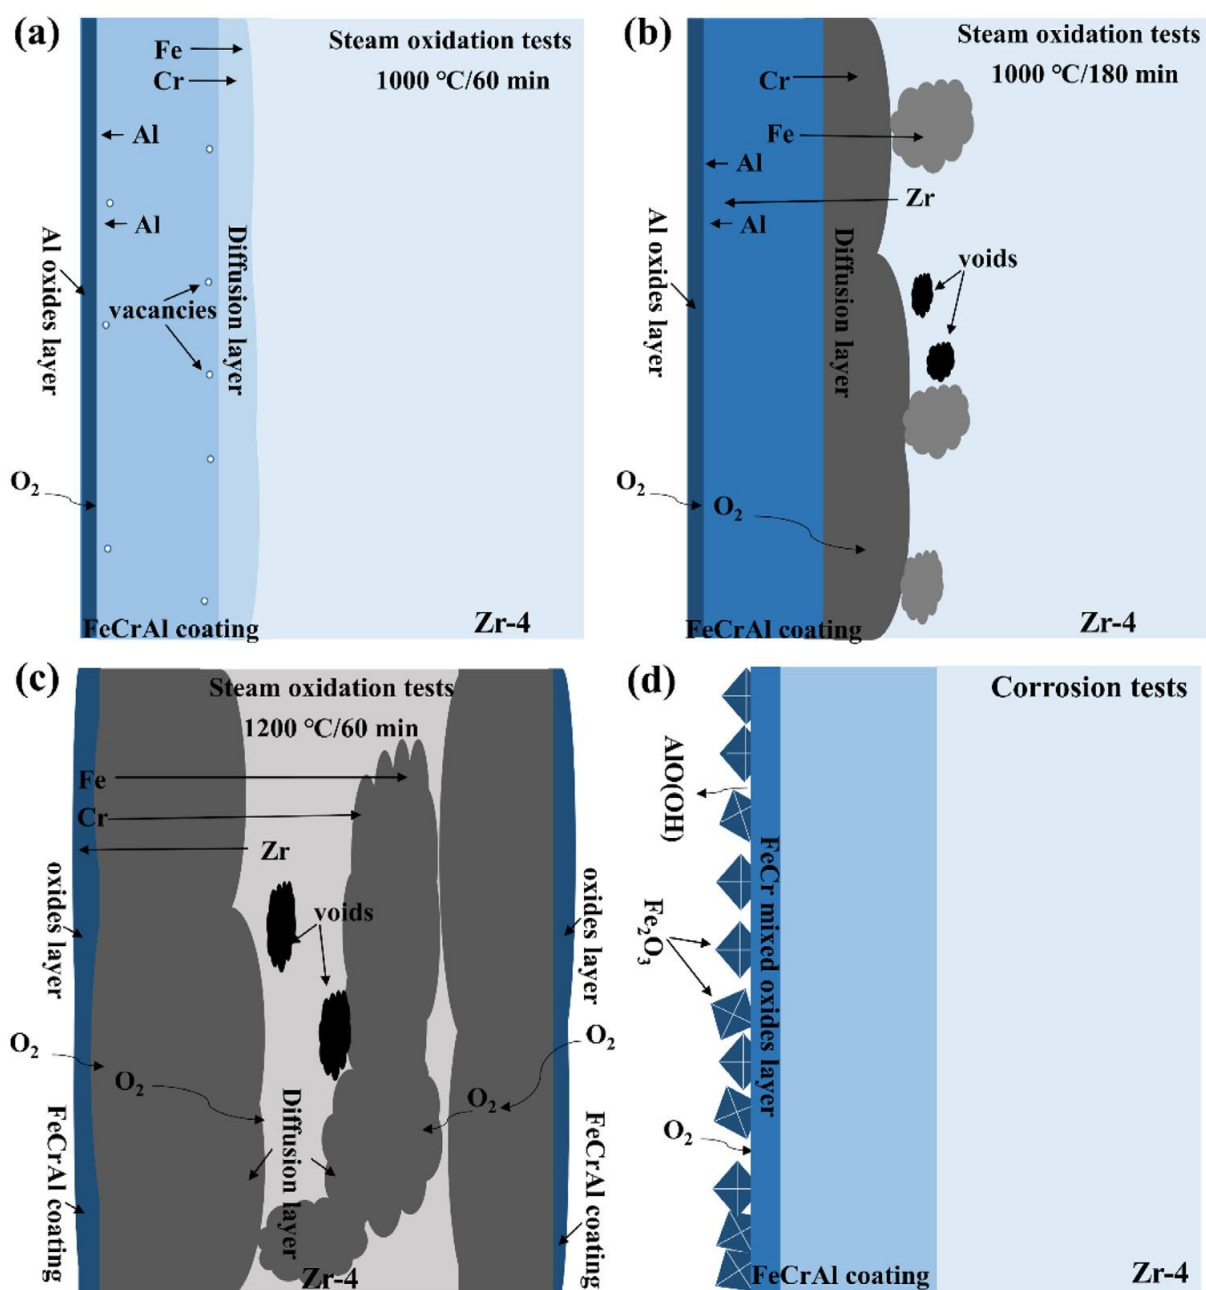 (a)
Steam oxidation tests
1000 °C/60 min
Fe
Cr
Al
Al
Al oxides layer
Diffusion layer
vacancies
O2
FeCrAl coating
Zr-4
(b)
Steam oxidation tests
1000 °C/180 min
Cr
Fe
Al
Zr
Al
Al oxides layer
Diffusion layer
voids
O2
O2
FeCrAl coating
Zr-4
(c)
Steam oxidation tests
1200 °C/60 min
Fe
Cr
Zr
oxides layer
voids
oxides layer
O2
O2
O2
O2
Diffusion layer
FeCrAl coating
FeCrAl coating
Zr-4
(d)
Corrosion tests
AlO(OH)
Fe2O3
FeCr mixed oxides layer
O2
FeCrAl coating
Zr-4